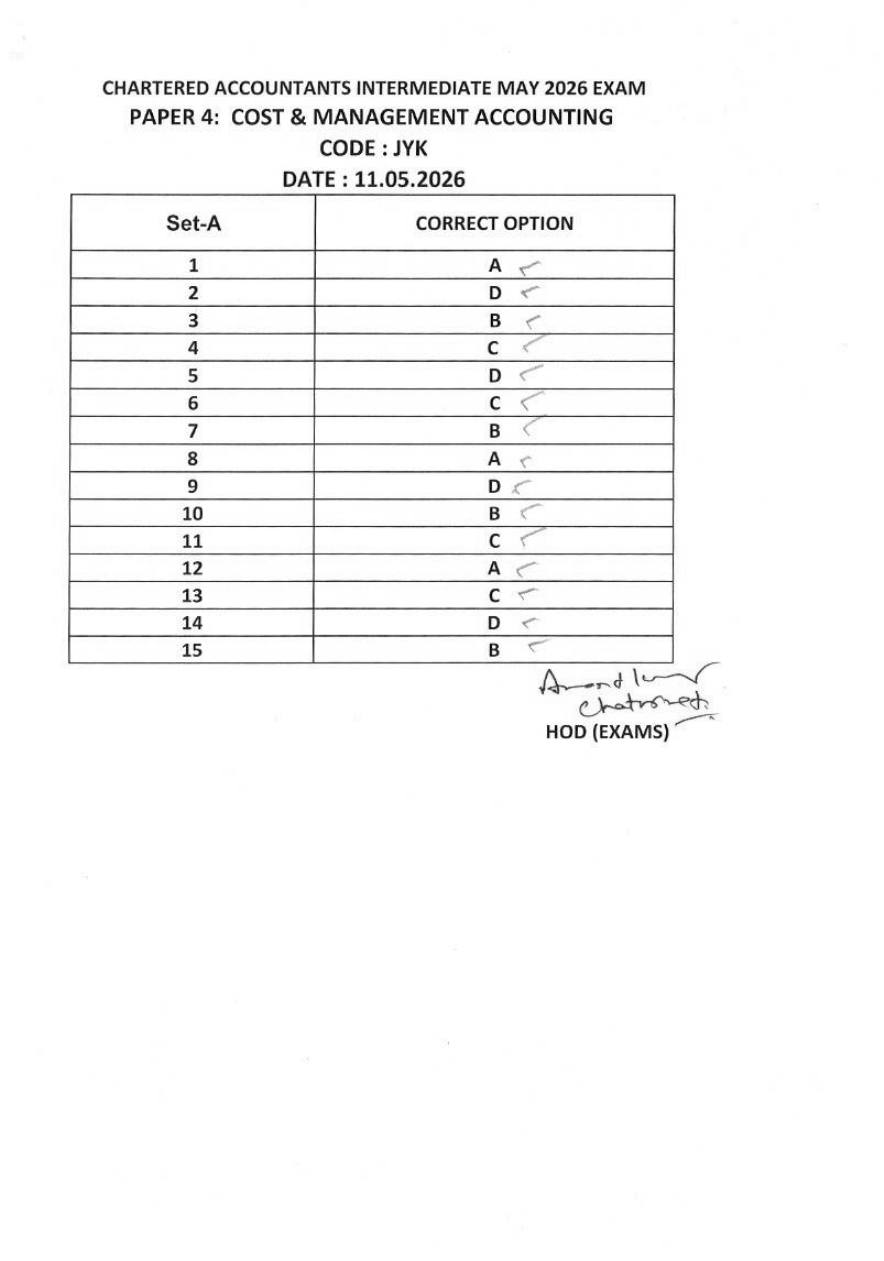 CHARTERED ACCOUNTANTS INTERMEDIATE MAY 2026 EXAM
PAPER 4: COST & MANAGEMENT ACCOUNTING
CODE : JYK
DATE : 11.05.2026
Set-A CORRECT OPTION
1 A
2 D
3 B
4 C
5 D
6 C
7 B
8 A
9 D
10 B
11 C
12 A
13 C
14 D
15 B
HOD (EXAMS)